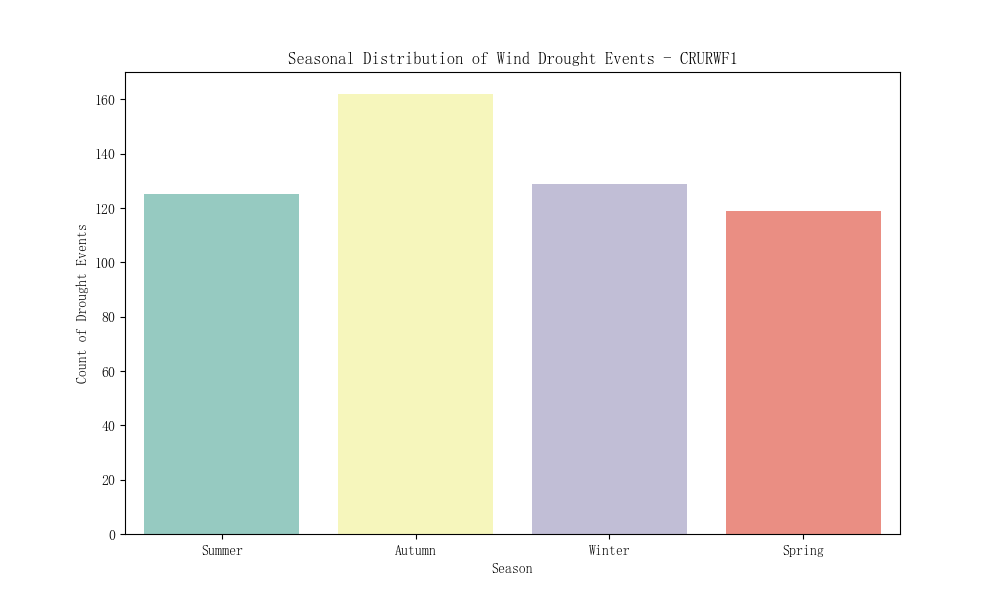 Seasonal Distribution of Wind Drought Events - CRURWF1
160
140
120
100
80
60
40
20
0
Count of Drought Events
Summer Autumn Winter Spring
Season